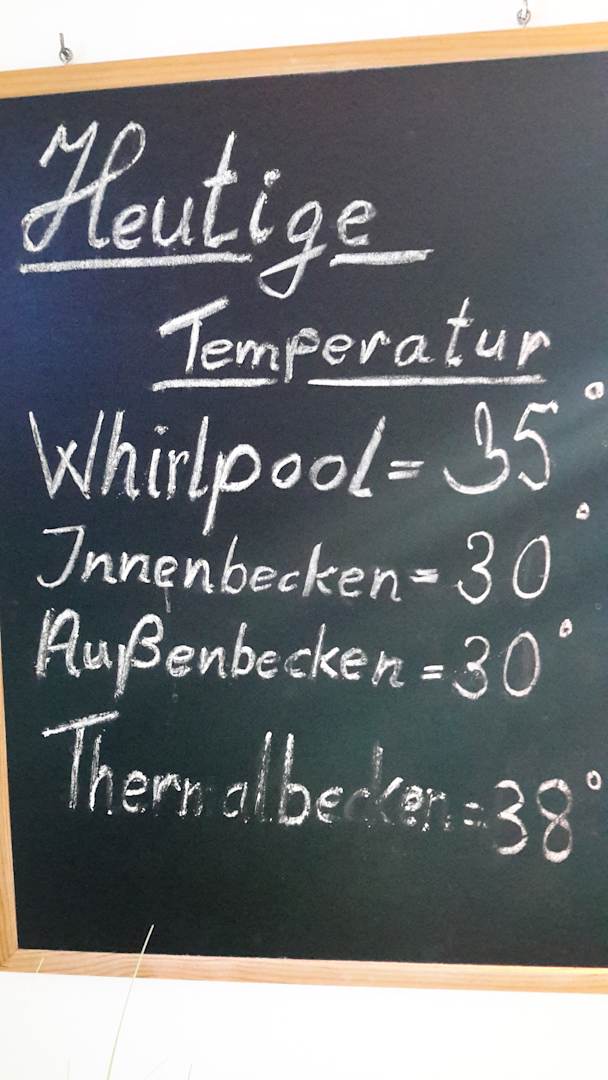 Heutige
Temperatur
Whirlpool = 35°
Innenbecken = 30°
Außenbecken = 30°
Thermalbecken = 38°